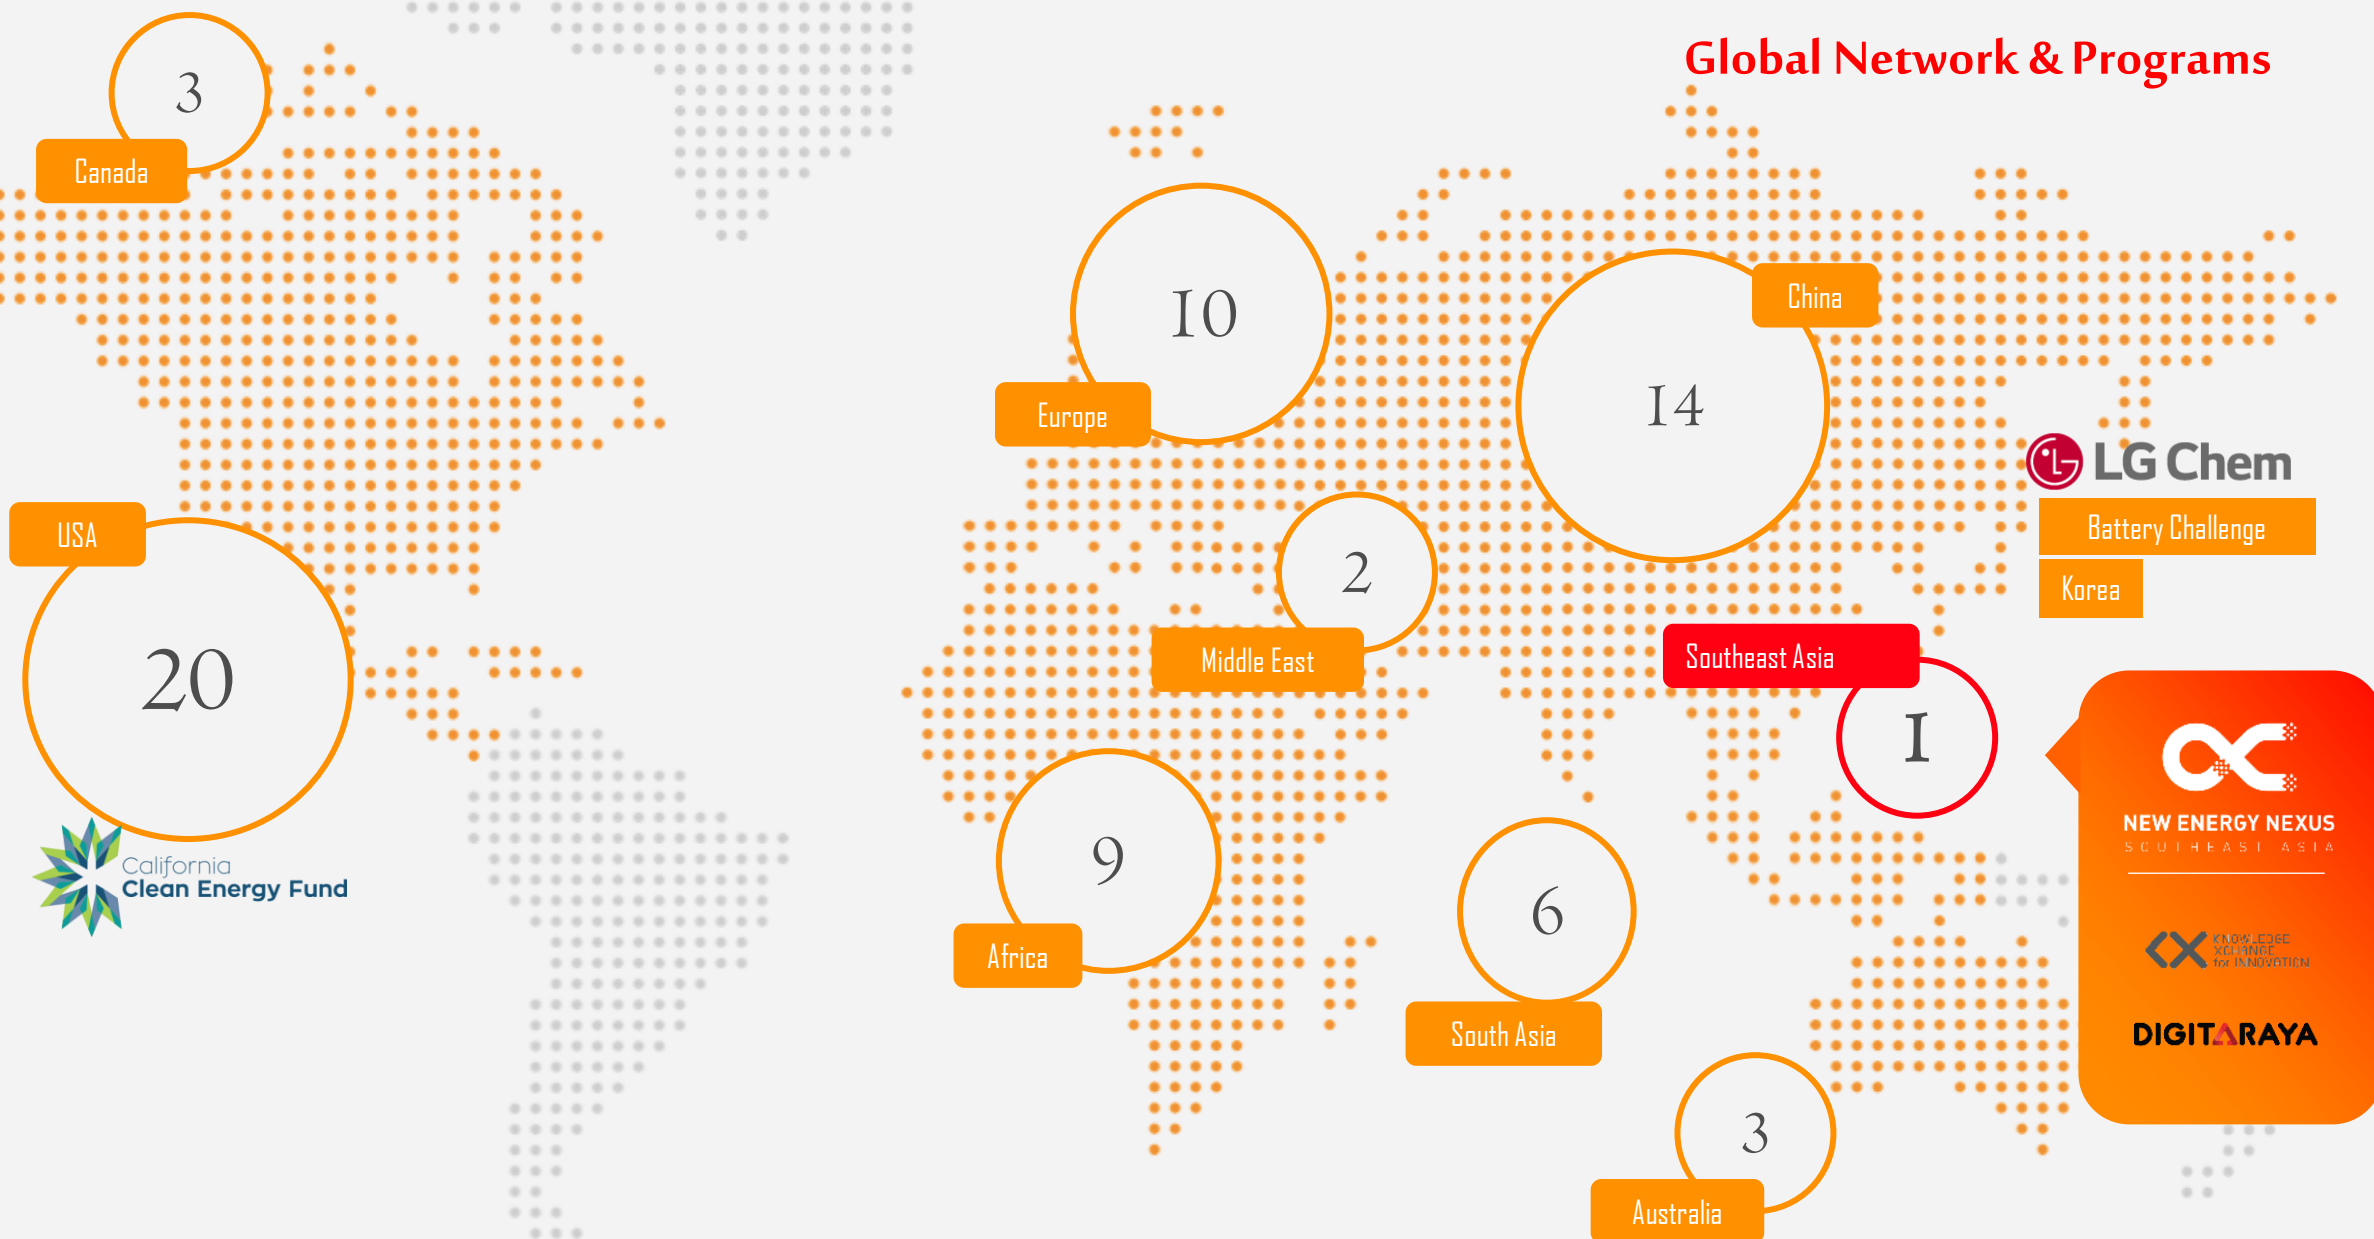 Global Network & Programs
3
Canada
10
Europe
14
China
LG
LG Chem
Battery Challenge
Korea
USA
20
California
Clean Energy Fund
2
Middle East
Southeast Asia
1
NEW ENERGY NEXUS
SOUTHEAST ASIA
KNOWLEDGE
XCHANGE
for INNOVATION
DIGITARAYA
9
Africa
6
South Asia
3
Australia